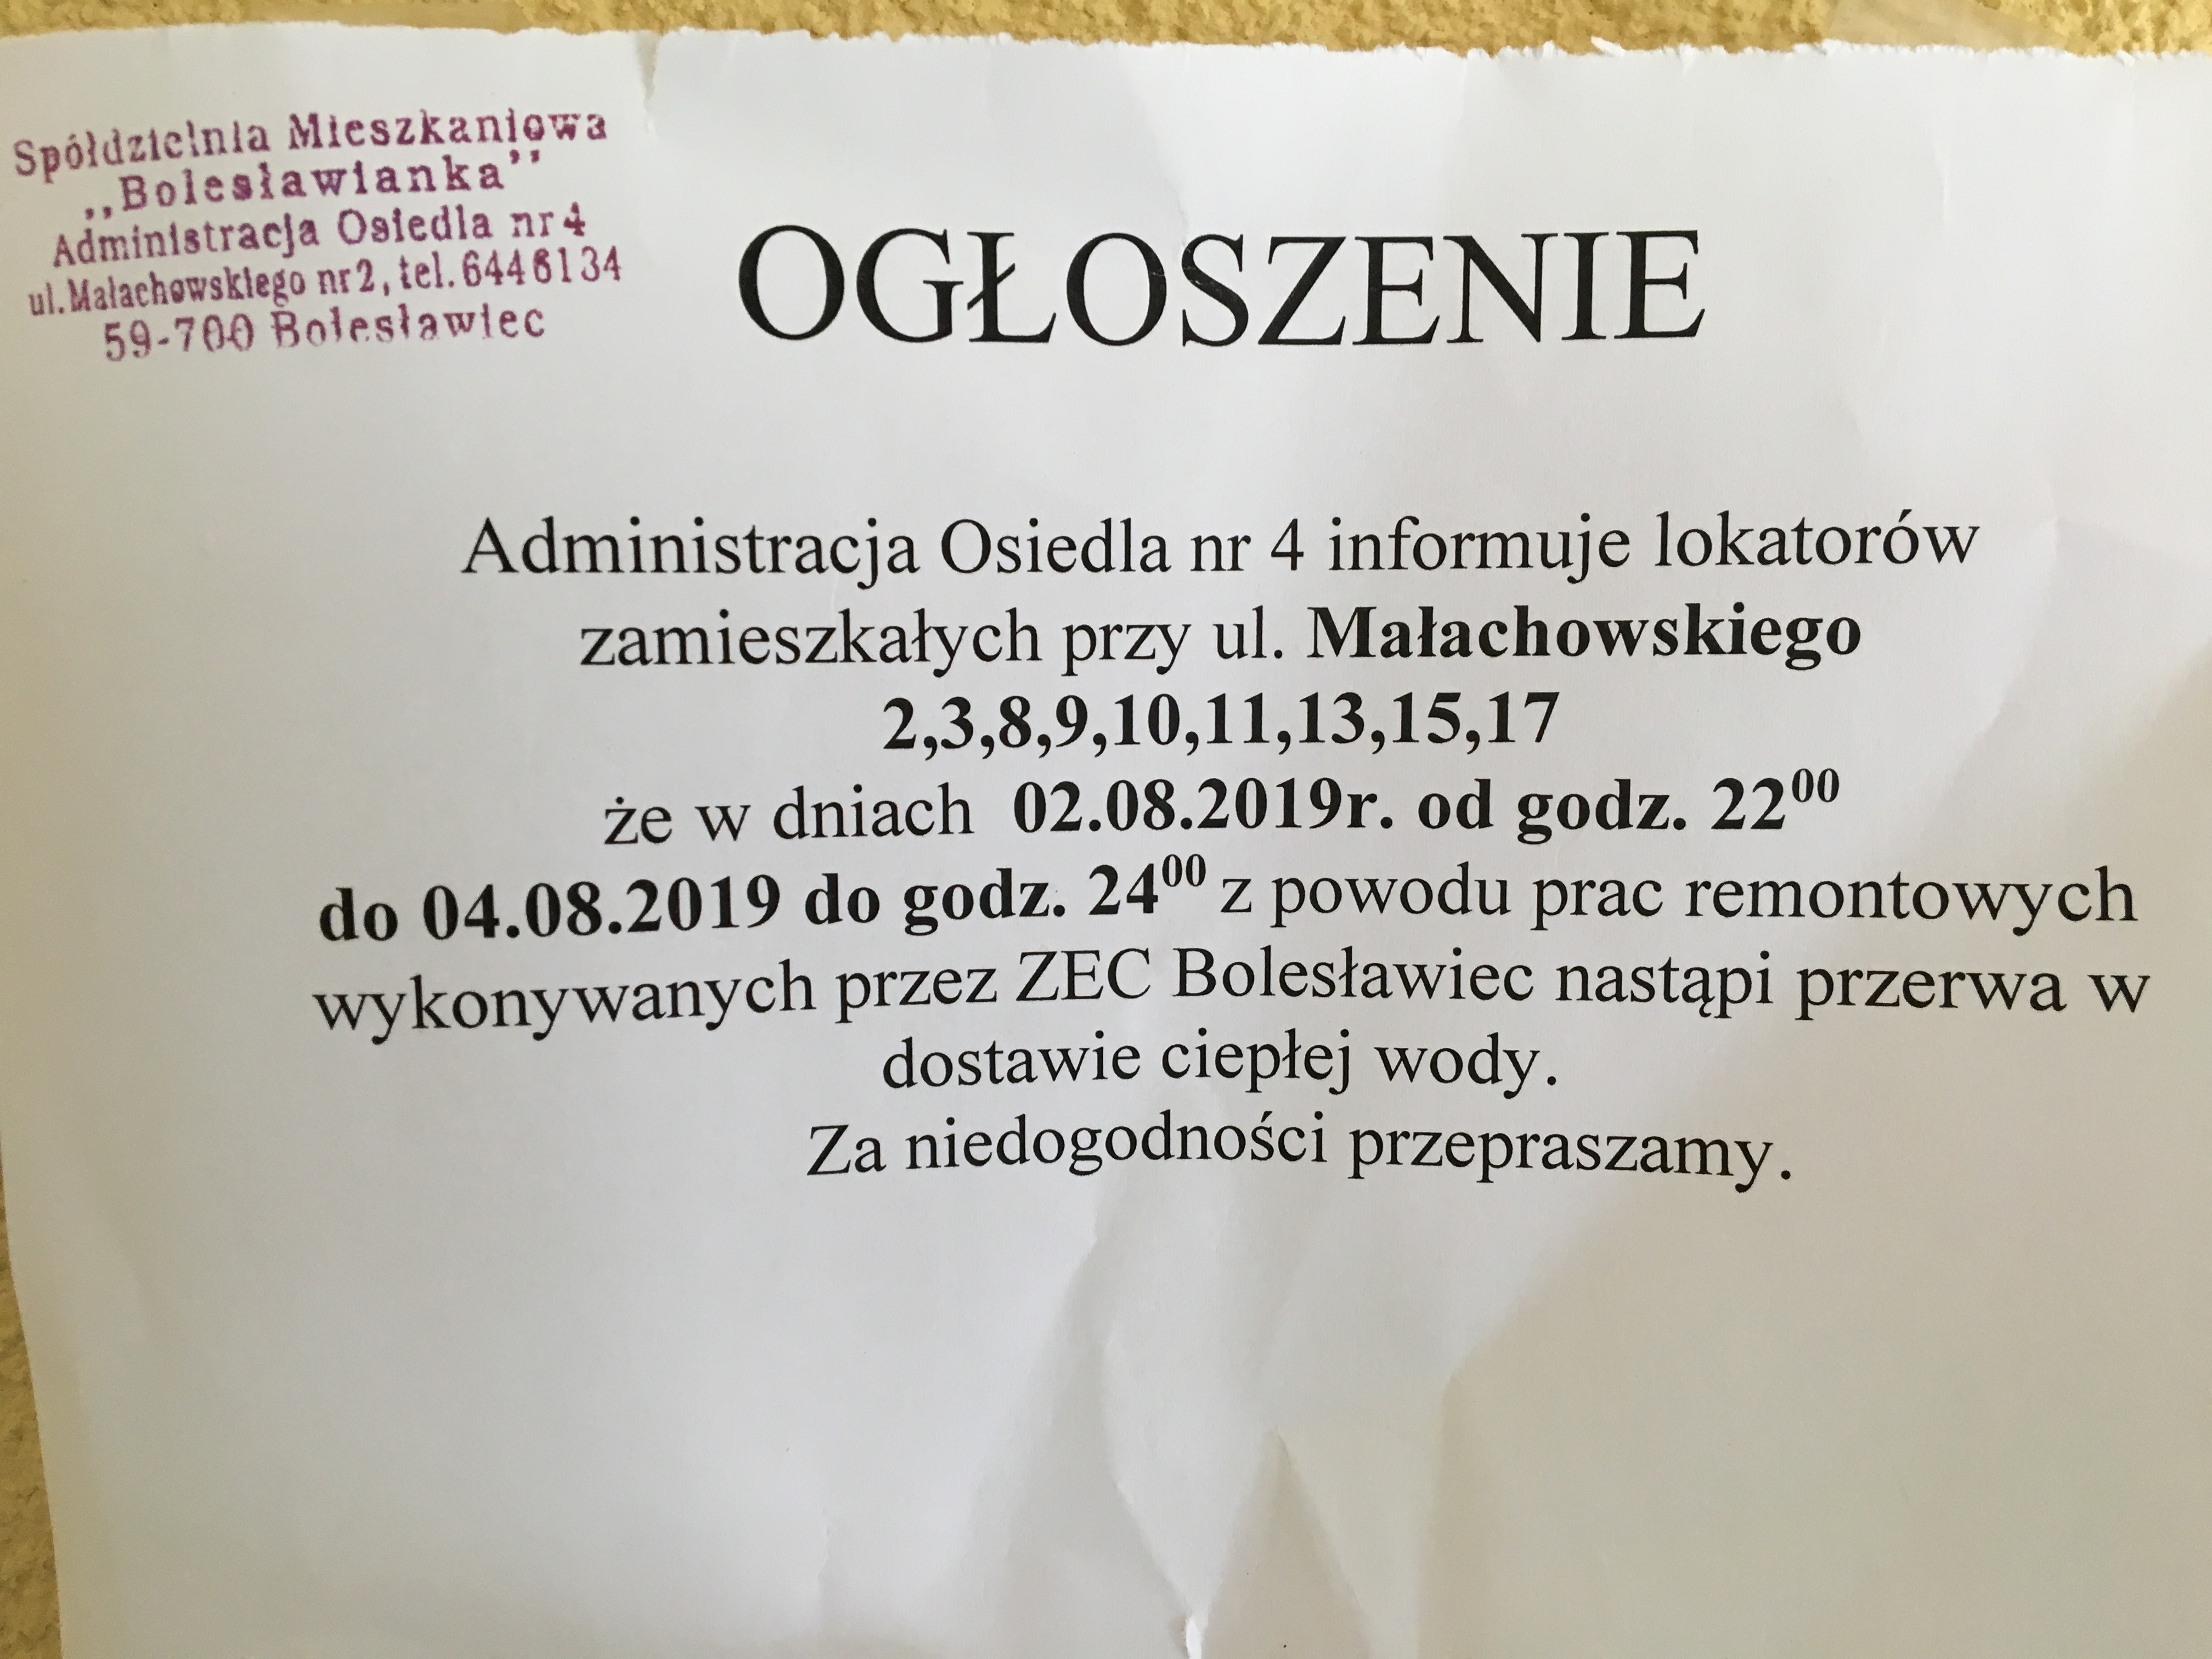 Spółdzielnia Mieszkaniowa
„Bolesławianka”
Administracja Osiedla nr 4
ul. Małachowskiego nr 2, tel. 6446134
59-700 Bolesławiec
OGŁOSZENIE
Administracja Osiedla nr 4 informuje lokatorów
zamieszkałych przy ul. Małachowskiego
2,3,8,9,10,11,13,15,17
że w dniach 02.08.2019r. od godz. 22⁰⁰
do 04.08.2019 do godz. 24⁰⁰ z powodu prac remontowych
wykonywanych przez ZEC Bolesławiec nastąpi przerwa w
dostawie ciepłej wody.
Za niedogodności przepraszamy.